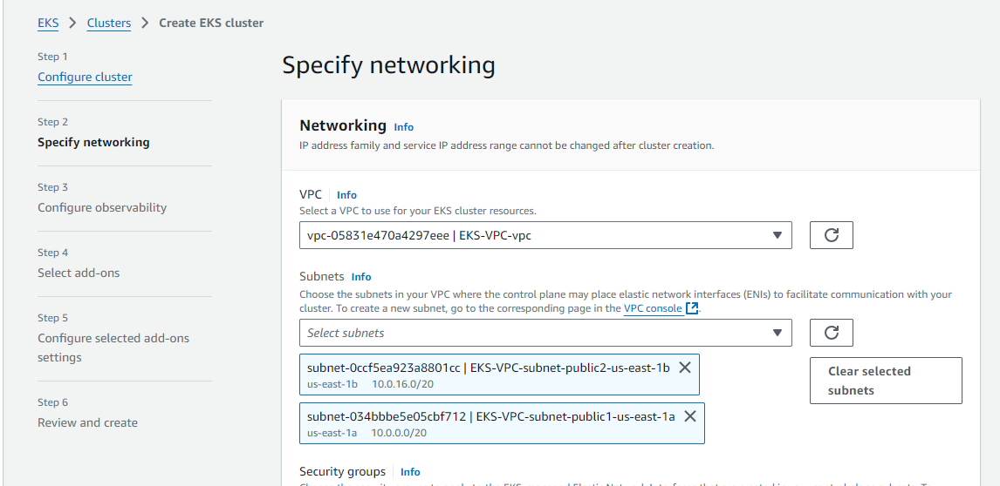 EKS > Clusters > Create EKS cluster
Step 1
Configure cluster
Step 2
Specify networking
Step 3
Configure observability
Step 4
Select add-ons
Step 5
Configure selected add-ons
settings
Step 6
Review and create
Specify networking
Networking Info
IP address family and service IP address range cannot be changed after cluster creation.
VPC Info
Select a VPC to use for your EKS cluster resources.
vpc-05831e470a4297eee | EKS-VPC-vpc
Subnets Info
Choose the subnets in your VPC where the control plane may place elastic network interfaces (ENIs) to facilitate communication with your
cluster. To create a new subnet, go to the corresponding page in the VPC console.
Select subnets
subnet-0ccf5ea923a8801cc | EKS-VPC-subnet-public2-us-east-1b
us-east-1b 10.0.16.0/20
Clear selected
subnets
subnet-034bbbe5e05cbf712 | EKS-VPC-subnet-public1-us-east-1a
us-east-1a 10.0.0.0/20
Security groups Info